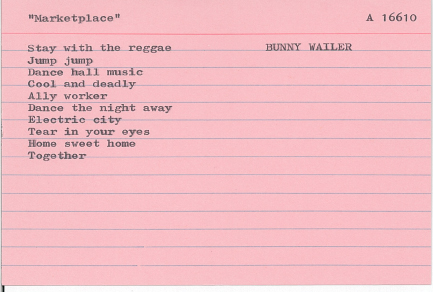 "Marketplace" A 16610
Stay with the reggae BUNNY WAILER
Jump jump
Dance hall music
Cool and deadly
Ally worker
Dance the night away
Electric city
Tear in your eyes
Home sweet home
Together